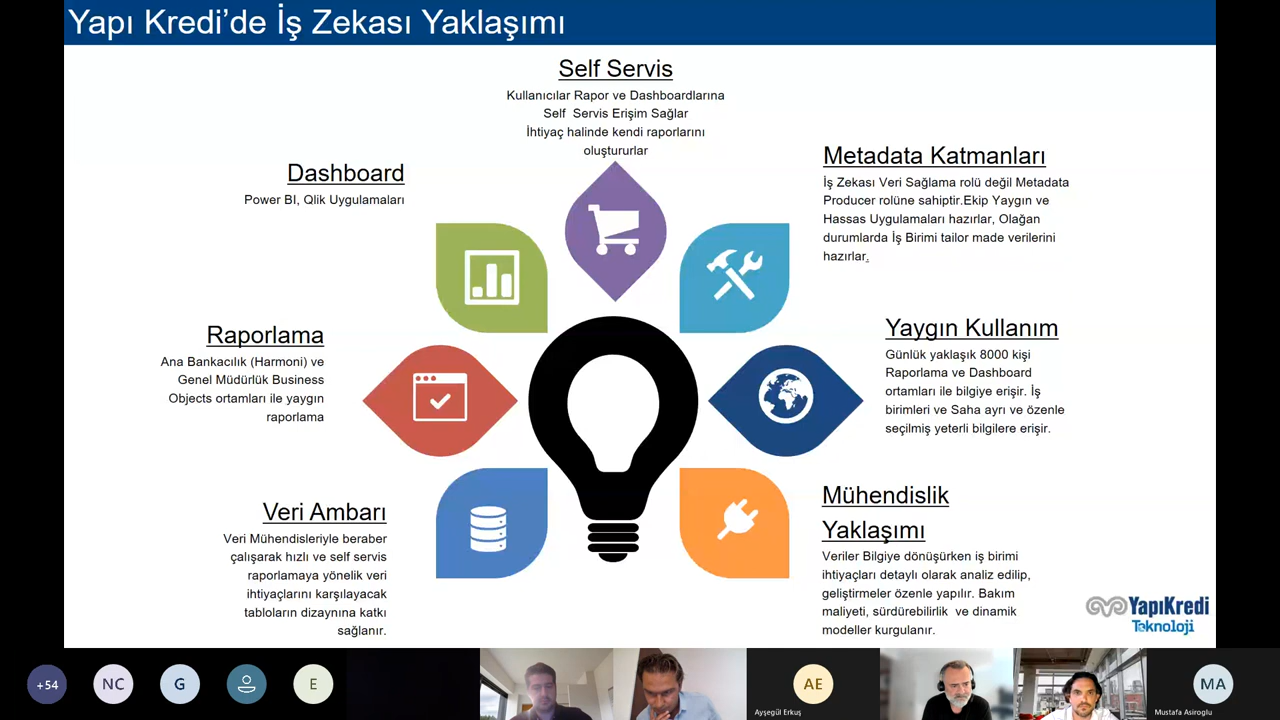 Yapı Kredi'de İş Zekası Yaklaşımı
Self Servis
Kullanıcılar Rapor ve Dashboardlarına
Self Servis Erişim Sağlar
İhtiyaç halinde kendi raporlarını
oluştururlar
Dashboard
Power BI, Qlik Uygulamaları
Metadata Katmanları
İş Zekası Veri Sağlama rolü değil Metadata
Producer rolüne sahiptir.Ekip Yaygın ve
Hassas Uygulamaları hazırlar, Olağan
durumlarda İş Birimi tailor made verilerini
hazırlar.
Raporlama
Ana Bankacılık (Harmoni) ve
Genel Müdürlük Business
Objects ortamları ile yaygın
raporlama
Yaygın Kullanım
Günlük yaklaşık 8000 kişi
Raporlama ve Dashboard
ortamları ile bilgiye erişir. İş
birimleri ve Saha ayrı ve özenle
seçilmiş yeterli bilgilere erişir.
Veri Ambarı
Veri Mühendisleriyle beraber
çalışarak hızlı ve self servis
raporlamaya yönelik veri
ihtiyaçlarını karşılayacak
tabloların dizaynına katkı
sağlanır.
Mühendislik
Yaklaşımı
Veriler Bilgiye dönüşürken iş birimi
ihtiyaçları detaylı olarak analiz edilip,
geliştirmeler özenle yapılır. Bakım
maliyeti, sürdürebilirlik ve dinamik
modeller kurgulanır.
YapıKredi
Teknoloji
+54
NC
G
E
AE
Ayşegül Erkuş
MA
Mustafa Asiroglu